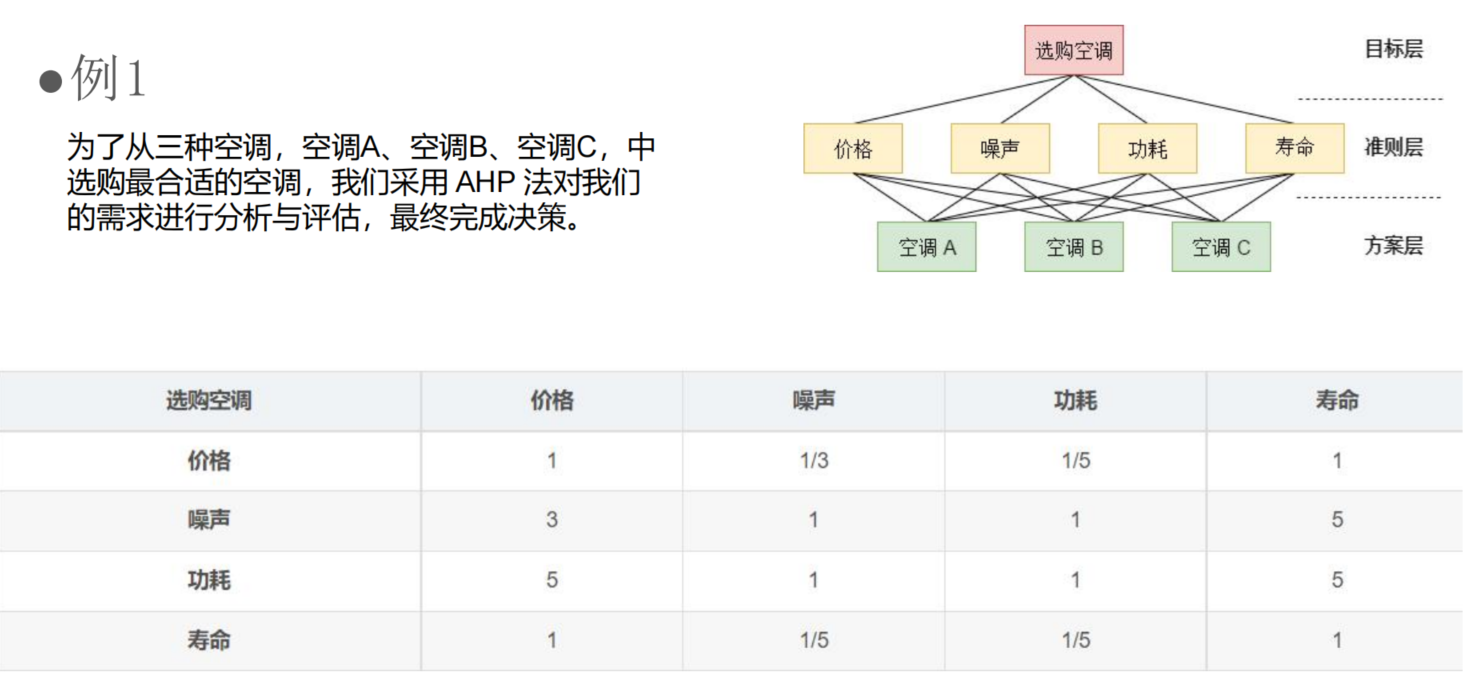 ●例1
为了从三种空调，空调A、空调B、空调C，中
选购最合适的空调，我们采用 AHP 法对我们
的需求进行分析与评估，最终完成决策。
选购空调 目标层
价格 噪声 功耗 寿命 准则层
空调 A 空调 B 空调 C 方案层
选购空调 价格 噪声 功耗 寿命
价格 1 1/3 1/5 1
噪声 3 1 1 5
功耗 5 1 1 5
寿命 1 1/5 1/5 1